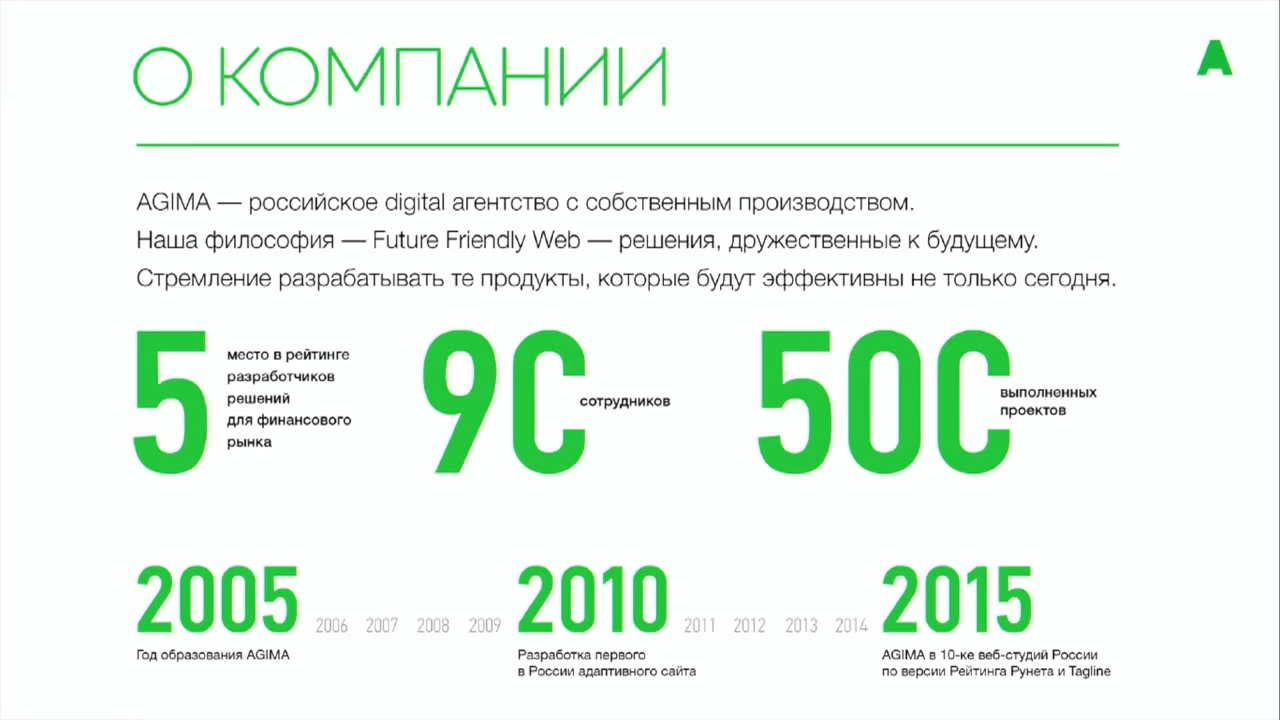 О КОМПАНИИ
A
AGIMA — российское digital агентство с собственным производством.
Наша философия — Future Friendly Web — решения, дружественные к будущему.
Стремление разрабатывать те продукты, которые будут эффективны не только сегодня.
5
место в рейтинге
разработчиков
решений
для финансового
рынка
90
сотрудников
500
выполненных
проектов
2005 2006 2007 2008 2009 2010 2011 2012 2013 2014 2015
Год образования AGIMA
Разработка первого
в России адаптивного сайта
AGIMA в 10-ке веб-студий России
по версии Рейтинга Рунета и Tagline